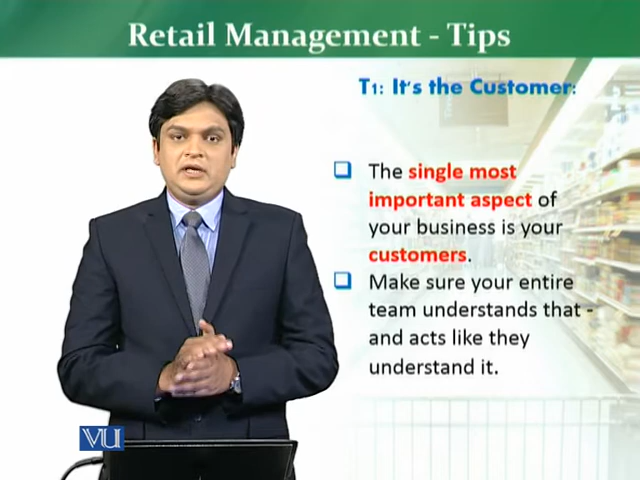 Retail Management - Tips
T1: It's the Customer:
The single most
important aspect of
your business is your
customers.
Make sure your entire
team understands that -
and acts like they
understand it.
VU